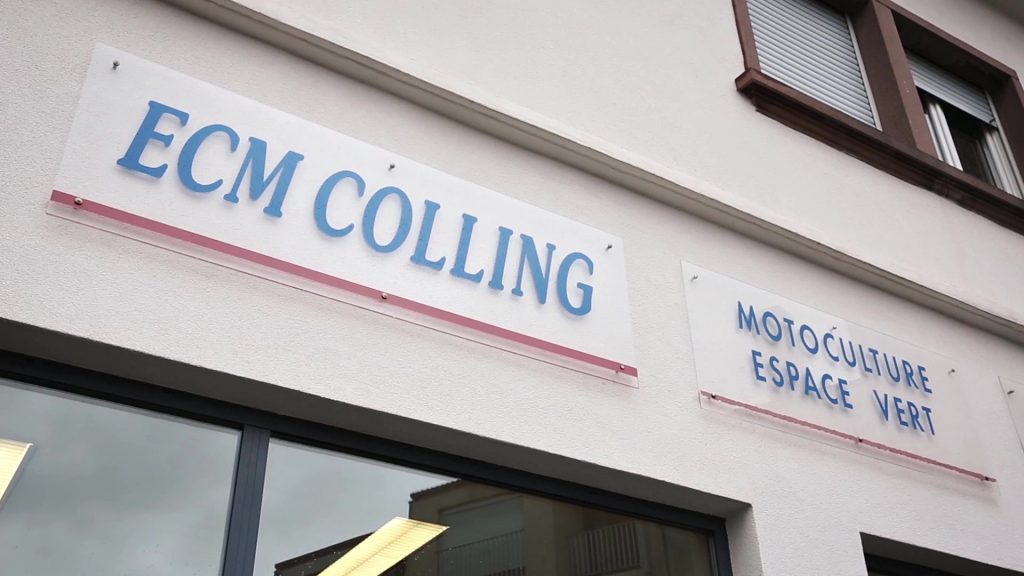 ECM COLLING
MOTOCULTURE
ESPACE VERT